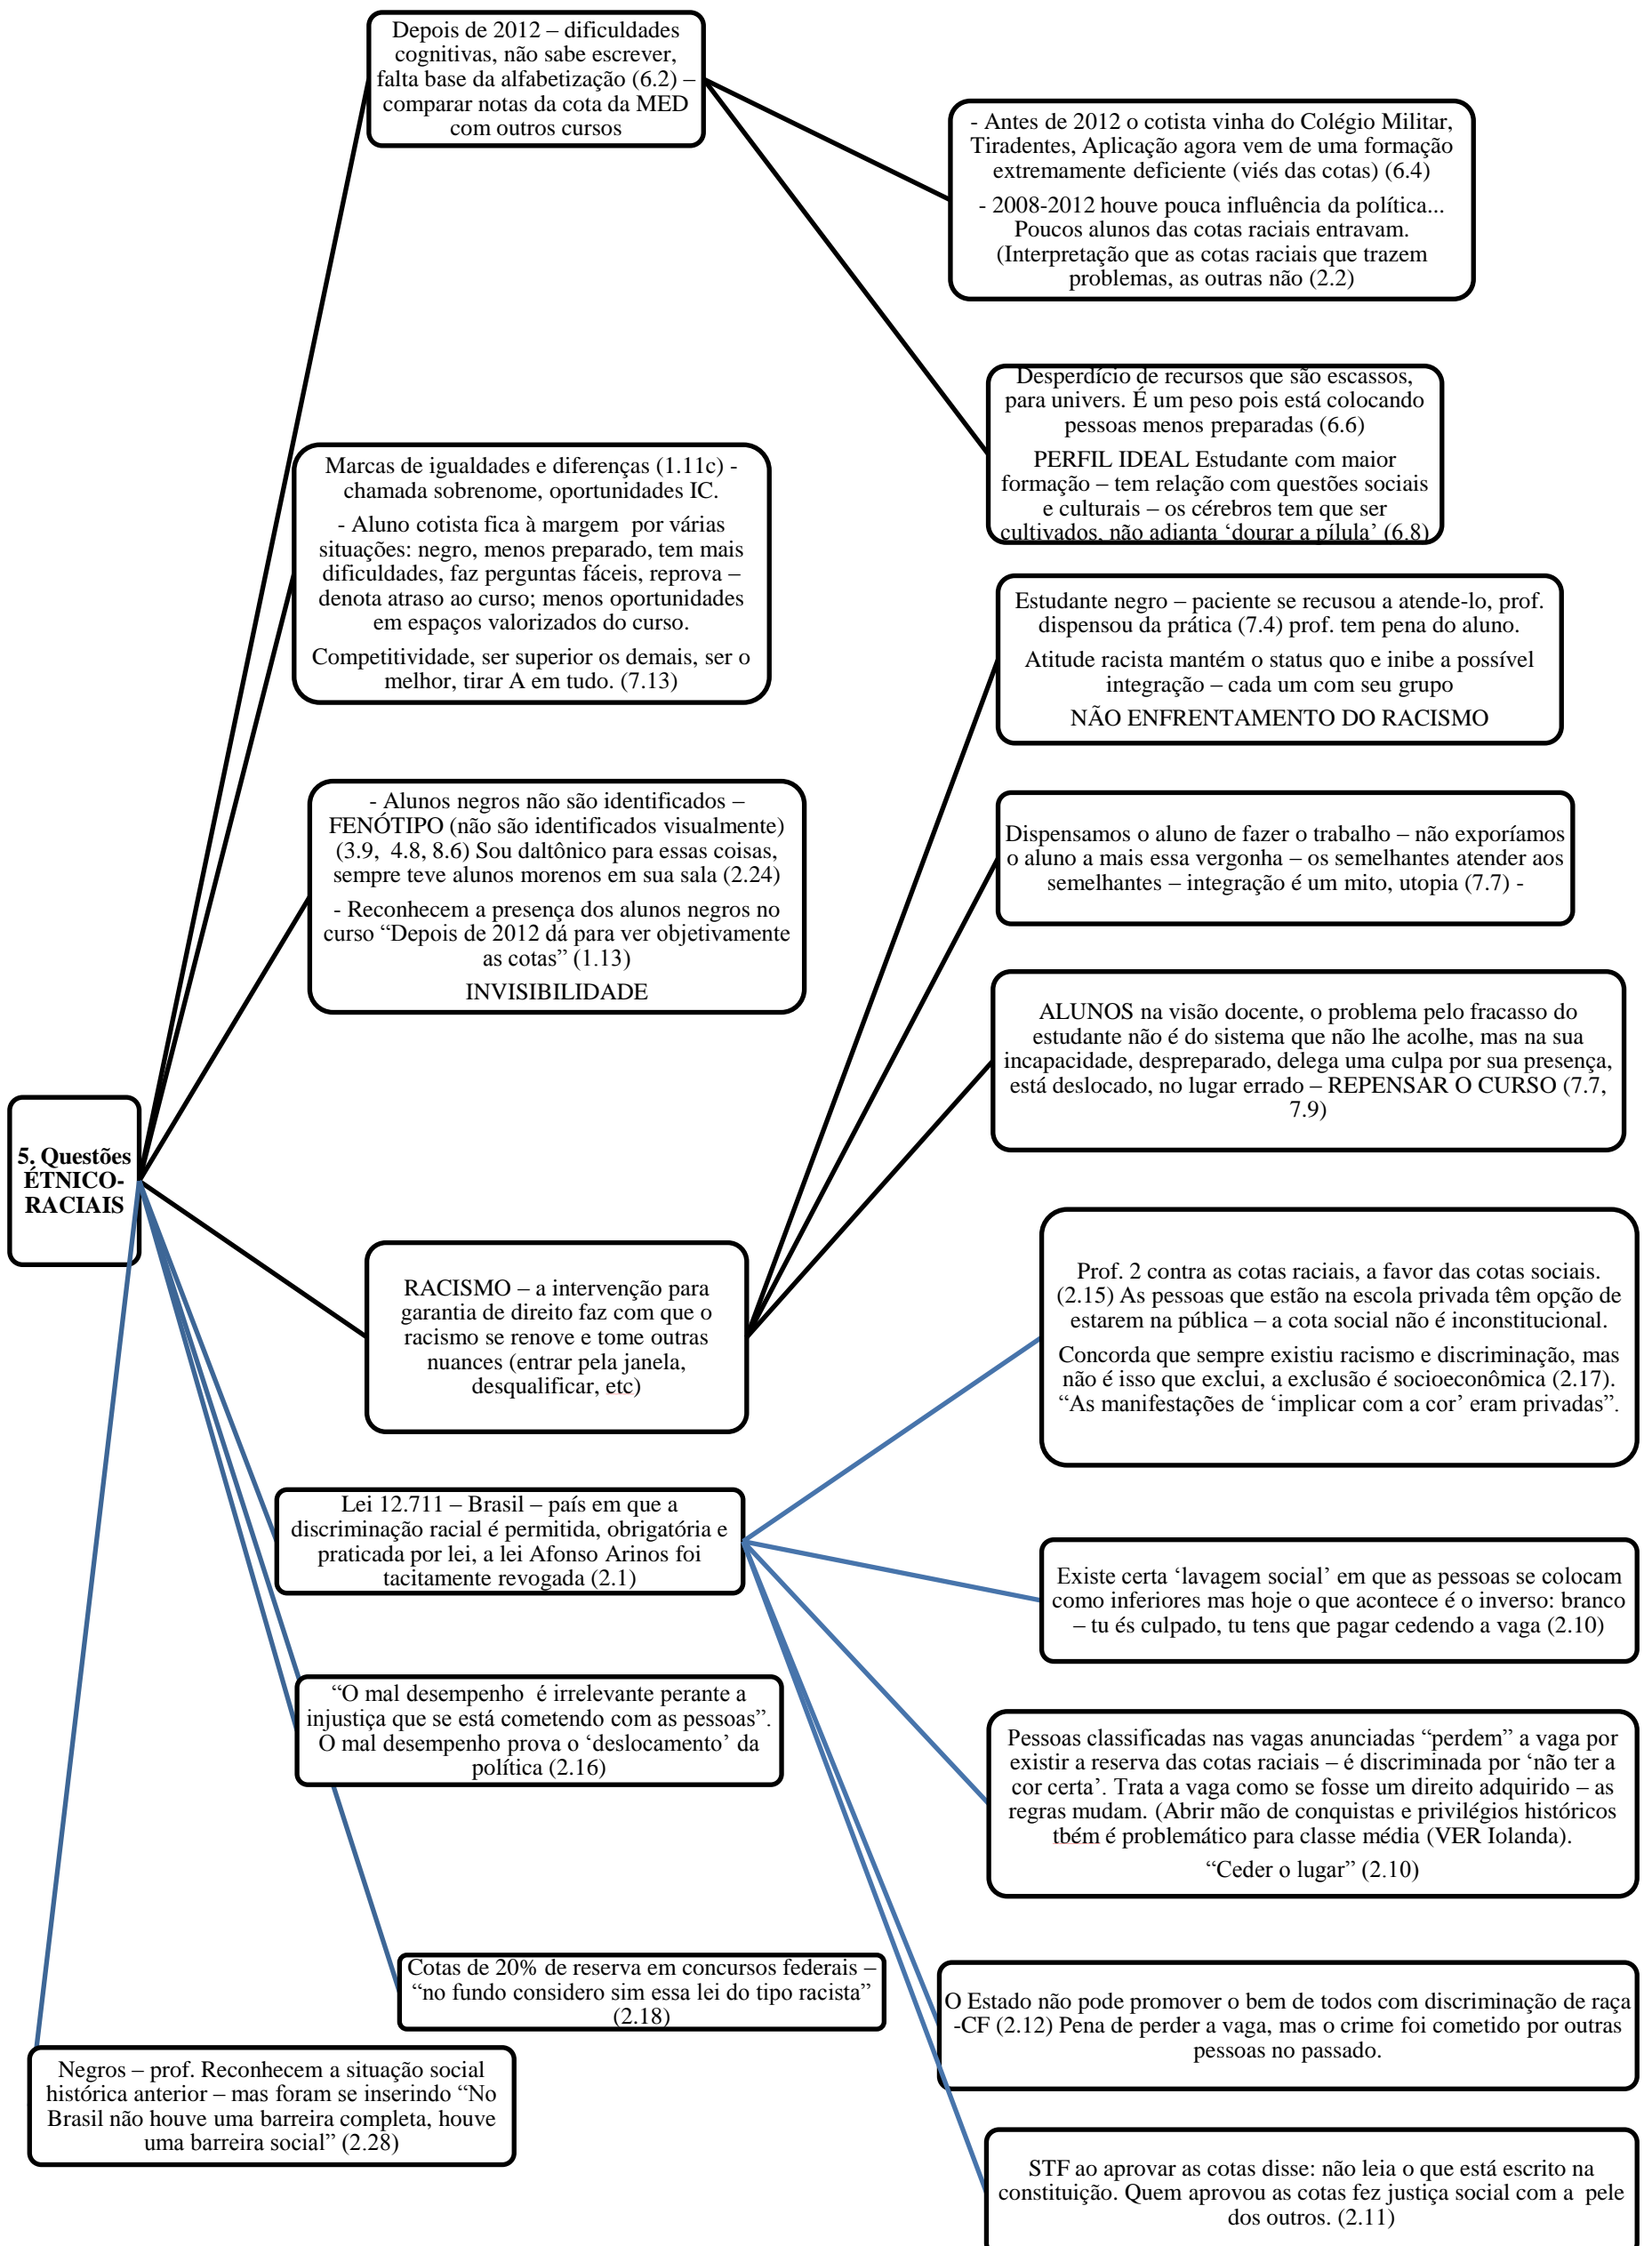 Depois de 2012 – dificuldades
cognitivas, não sabe escrever,
falta base da alfabetização (6.2) –
comparar notas da cota da MED
com outros cursos
- Antes de 2012 o cotista vinha do Colégio Militar,
Tiradentes, Aplicação agora vem de uma formação
extremamente deficiente (viés das cotas) (6.4)
- 2008-2012 houve pouca influência da política...
Poucos alunos das cotas raciais entravam.
(Interpretação que as cotas raciais que trazem
problemas, as outras não (2.2)
Desperdício de recursos que são escassos,
para univers. É um peso pois está colocando
pessoas menos preparadas (6.6)
PERFIL IDEAL Estudante com maior
formação – tem relação com questões sociais
e culturais – os cérebros tem que ser
cultivados, não adianta ‘dourar a pílula’ (6.8)
Marcas de igualdades e diferenças (1.11c) -
chamada sobrenome, oportunidades IC.
- Aluno cotista fica à margem por várias
situações: negro, menos preparado, tem mais
dificuldades, faz perguntas fáceis, reprova –
denota atraso ao curso; menos oportunidades
em espaços valorizados do curso.
Competitividade, ser superior os demais, ser o
melhor, tirar A em tudo. (7.13)
Estudante negro – paciente se recusou a atende-lo, prof.
dispensou da prática (7.4) prof. tem pena do aluno.
Atitude racista mantém o status quo e inibe a possível
integração – cada um com seu grupo
NÃO ENFRENTAMENTO DO RACISMO
- Alunos negros não são identificados –
FENÓTIPO (não são identificados visualmente)
(3.9, 4.8, 8.6) Sou daltônico para essas coisas,
sempre teve alunos morenos em sua sala (2.24)
- Reconhecem a presença dos alunos negros no
curso “Depois de 2012 dá para ver objetivamente
as cotas” (1.13)
INVISIBILIDADE
Dispensamos o aluno de fazer o trabalho – não exporíamos
o aluno a mais essa vergonha – os semelhantes atender aos
semelhantes – integração é um mito, utopia (7.7) -
ALUNOS na visão docente, o problema pelo fracasso do
estudante não é do sistema que não lhe acolhe, mas na sua
incapacidade, despreparado, delega uma culpa por sua presença,
está deslocado, no lugar errado – REPENSAR O CURSO (7.7,
7.9)
5. Questões
ÉTNICO-
RACIAIS
RACISMO – a intervenção para
garantia de direito faz com que o
racismo se renove e tome outras
nuances (entrar pela janela,
desqualificar, etc)
Prof. 2 contra as cotas raciais, a favor das cotas sociais.
(2.15) As pessoas que estão na escola privada têm opção de
estarem na pública – a cota social não é inconstitucional.
Concorda que sempre existiu racismo e discriminação, mas
não é isso que exclui, a exclusão é socioeconômica (2.17).
“As manifestações de ‘implicar com a cor’ eram privadas”.
Lei 12.711 – Brasil – país em que a
discriminação racial é permitida, obrigatória e
praticada por lei, a lei Afonso Arinos foi
tacitamente revogada (2.1)
Existe certa ‘lavagem social’ em que as pessoas se colocam
como inferiores mas hoje o que acontece é o inverso: branco
– tu és culpado, tu tens que pagar cedendo a vaga (2.10)
“O mal desempenho é irrelevante perante a
injustiça que se está cometendo com as pessoas”.
O mal desempenho prova o ‘deslocamento’ da
política (2.16)
Pessoas classificadas nas vagas anunciadas “perdem” a vaga por
existir a reserva das cotas raciais – é discriminada por ‘não ter a
cor certa’. Trata a vaga como se fosse um direito adquirido – as
regras mudam. (Abrir mão de conquistas e privilégios históricos
tbém é problemático para classe média (VER Iolanda).
“Ceder o lugar” (2.10)
Cotas de 20% de reserva em concursos federais –
“no fundo considero sim essa lei do tipo racista”
(2.18)
O Estado não pode promover o bem de todos com discriminação de raça
-CF (2.12) Pena de perder a vaga, mas o crime foi cometido por outras
pessoas no passado.
Negros – prof. Reconhecem a situação social
histórica anterior – mas foram se inserindo “No
Brasil não houve uma barreira completa, houve
uma barreira social” (2.28)
STF ao aprovar as cotas disse: não leia o que está escrito na
constituição. Quem aprovou as cotas fez justiça social com a pele
dos outros. (2.11)